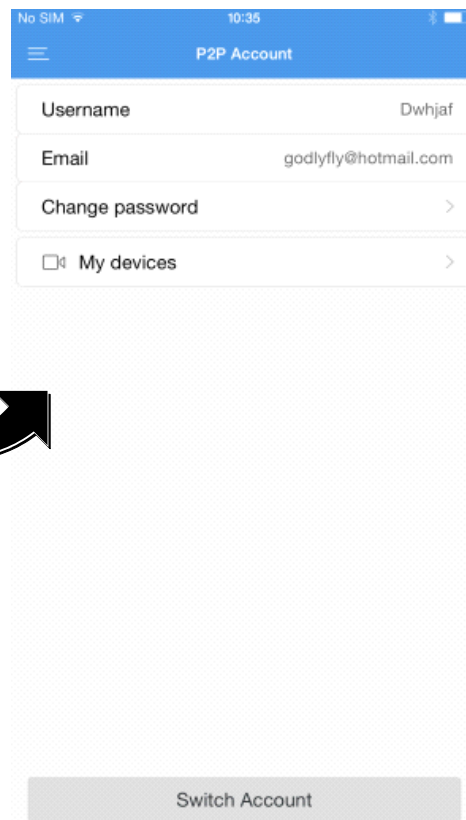 No SIM 10:35
P2P Account
Username Dwhjaf
Email godlyfly@hotmail.com
Change password
My devices
Switch Account